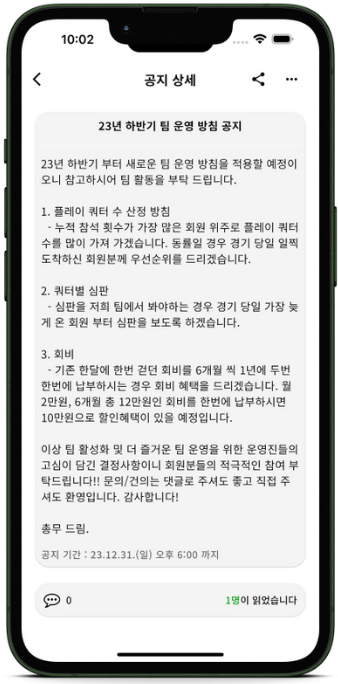 10:02
공지 상세
23년 하반기 팀 운영 방침 공지
23년 하반기 부터 새로운 팀 운영 방침을 적용할 예정이
오니 참고하시어 팀 활동을 부탁 드립니다.
1. 플레이 쿼터 수 산정 방침
- 누적 참석 횟수가 가장 많은 회원 위주로 플레이 쿼터
수를 많이 가져 가겠습니다. 동률일 경우 경기 당일 일찍
도착하신 회원분께 우선순위를 드리겠습니다.
2. 쿼터별 심판
- 심판을 저희 팀에서 봐야하는 경우 경기 당일 가장 늦
게 온 회원 부터 심판을 보도록 하겠습니다.
3. 회비
- 기존 한달에 한번 걷던 회비를 6개월 씩 1년에 두번
한번에 납부하시는 경우 회비 혜택을 드리겠습니다. 월
2만원, 6개월 총 12만원인 회비를 한번에 납부하시면
10만원으로 할인혜택이 있을 예정입니다.
이상 팀 활성화 및 더 즐거운 팀 운영을 위한 운영진들의
고심이 담긴 결정사항이니 회원분들의 적극적인 참여 부
탁드립니다!! 문의/건의는 댓글로 주셔도 좋고 직접 주
셔도 환영입니다. 감사합니다!
총무 드림.
공지 기간 : 23.12.31.(일) 오후 6:00 까지
0
1명이 읽었습니다